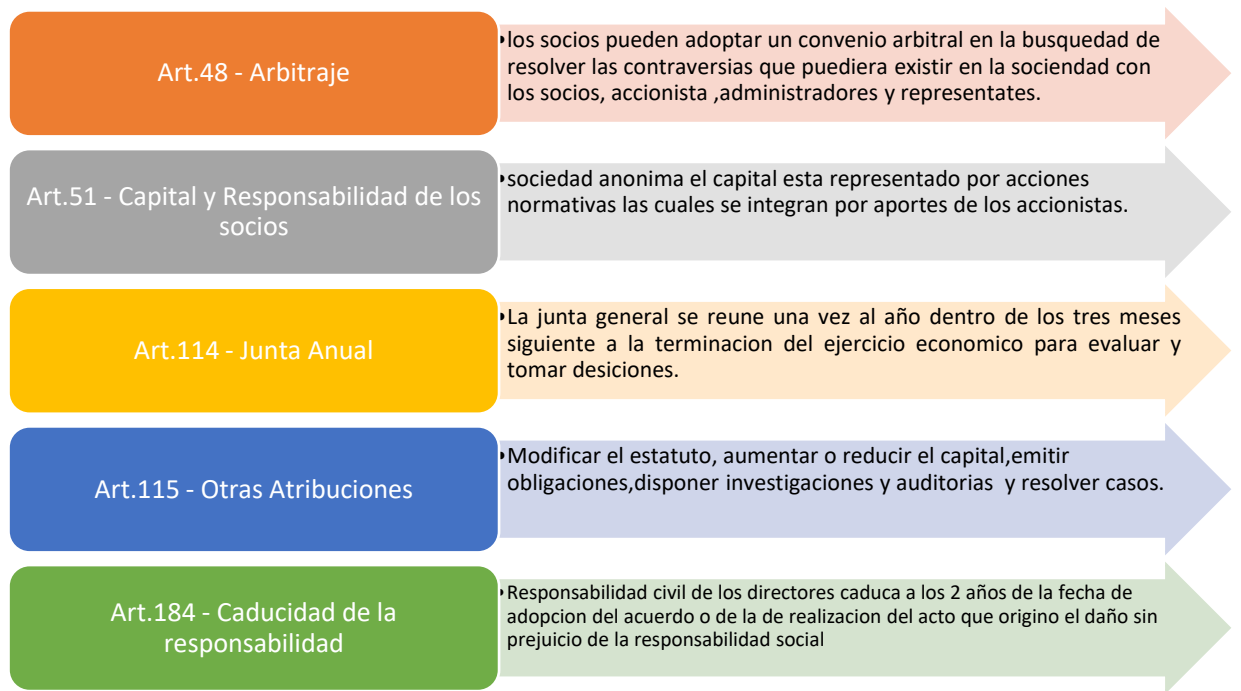 Art.48 - Arbitraje
•los socios pueden adoptar un convenio arbitral en la busquedad de
resolver las contraversias que puediera existir en la sociendad con
los socios, accionista ,administradores y representates.
Art.51 - Capital y Responsabilidad de los
socios
•sociedad anonima el capital esta representado por acciones
normativas las cuales se integran por aportes de los accionistas.
Art.114 - Junta Anual
•La junta general se reune una vez al año dentro de los tres meses
siguiente a la terminacion del ejercicio economico para evaluar y
tomar desiciones.
Art.115 - Otras Atribuciones
•Modificar el estatuto, aumentar o reducir el capital,emitir
obligaciones,disponer investigaciones y auditorias y resolver casos.
Art.184 - Caducidad de la
responsabilidad
•Responsabilidad civil de los directores caduca a los 2 años de la fecha de
adopcion del acuerdo o de la de realizacion del acto que origino el daño sin
prejuicio de la responsabilidad social